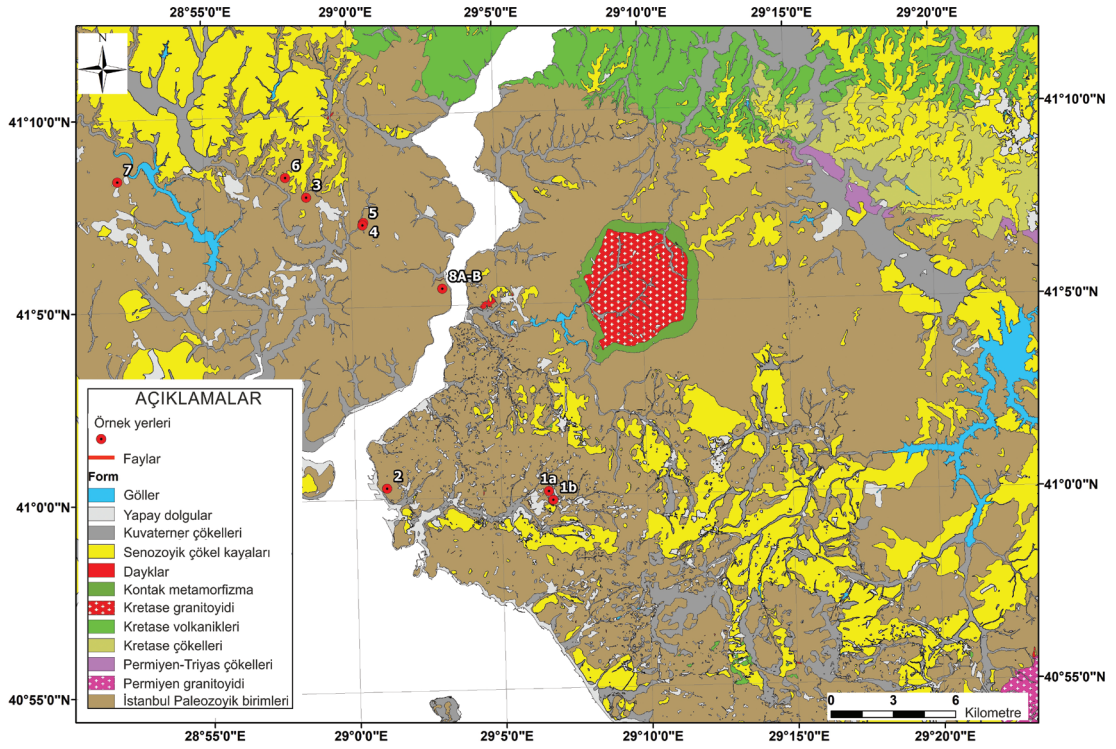 28°55'0"E 29°0'0"E 29°5'0"E 29°10'0"E 29°15'0"E 29°20'0"E
N
41°10'0"N
41°10'0"N
7
6
3
5
4
8A-B
41°5'0"N
41°5'0"N
AÇIKLAMALAR
Örnek yerleri
Faylar
Form
Göller
Yapay dolgular
Kuvaterner çökelleri
Senozoyik çökel kayaları
Dayklar
Kontak metamorfizma
Kretase granitoyidi
Kretase volkanikleri
Kretase çökelleri
Permiyen-Triyas çökelleri
Permiyen granitoyidi
İstanbul Paleozoyik birimleri
2
1a
1b
41°0'0"N
41°0'0"N
40°55'0"N
40°55'0"N
0 3 6
Kilometre
28°55'0"E 29°0'0"E 29°5'0"E 29°10'0"E 29°15'0"E 29°20'0"E